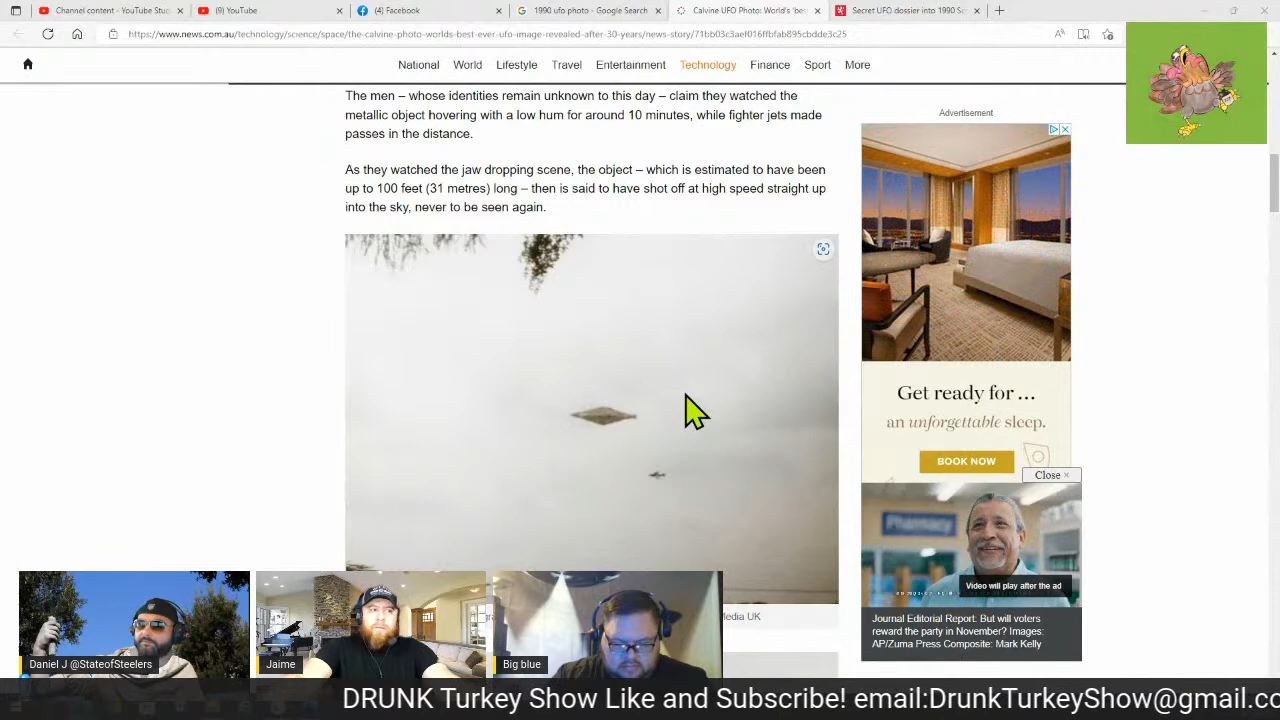 Channel content - YouTube Stud
(9) YouTube
(4) Facebook
1990 ufo photo - Google Search
Calvine UFO Photo World's 'bes
Secret UFO dossier into 1990 Sc
https://www.news.com.au/technology/science/space/the-calvine-photo-worlds-best-ever-ufo-image-revealed-after-30-years/news-story/71bb03c3aef016ffbfab895cbdde3c25
National World Lifestyle Travel Entertainment Technology Finance Sport More
The men – whose identities remain unknown to this day – claim they watched the
metallic object hovering with a low hum for around 10 minutes, while fighter jets made
passes in the distance.
As they watched the jaw dropping scene, the object – which is estimated to have been
up to 100 feet (31 metres) long – then is said to have shot off at high speed straight up
into the sky, never to be seen again.
Advertisement
Get ready for ...
an unforgettable sleep.
BOOK NOW
Close ×
Pharmacy
Video will play after the ad
Journal Editorial Report: But will voters
reward the party in November? Images:
AP/Zuma Press Composite: Mark Kelly
Media UK
Daniel J @StateofSteelers
Jaime
Big blue
DRUNK Turkey Show Like and Subscribe! email:DrunkTurkeyShow@gmail.co